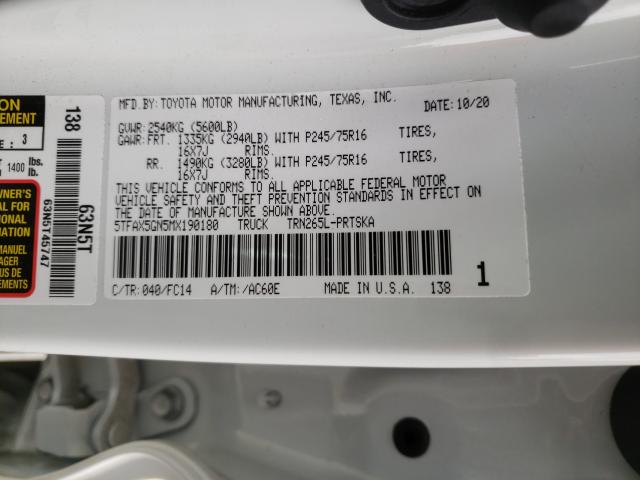 MFD.BY: TOYOTA MOTOR MANUFACTURING, TEXAS, INC. DATE: 10/20
GVWR: 2540KG (5600LB)
GAWR: FRT. 1335KG (2940LB) WITH P245/75R16 TIRES,
16X7J RIMS.
RR. 1490KG (3280LB) WITH P245/75R16 TIRES,
16X7J RIMS.
THIS VEHICLE CONFORMS TO ALL APPLICABLE FEDERAL MOTOR
VEHICLE SAFETY AND THEFT PREVENTION STANDARDS IN EFFECT ON
THE DATE OF MANUFACTURE SHOWN ABOVE.
5TFAX5GN5MX190180 TRUCK TRN265L-PRTSKA
C/TR: 040/FC14 A/TM: /AC60E MADE IN U.S.A. 138 1
138
63N5T
63N5T45747
3
1400 lbs.
lb.
MANUEL